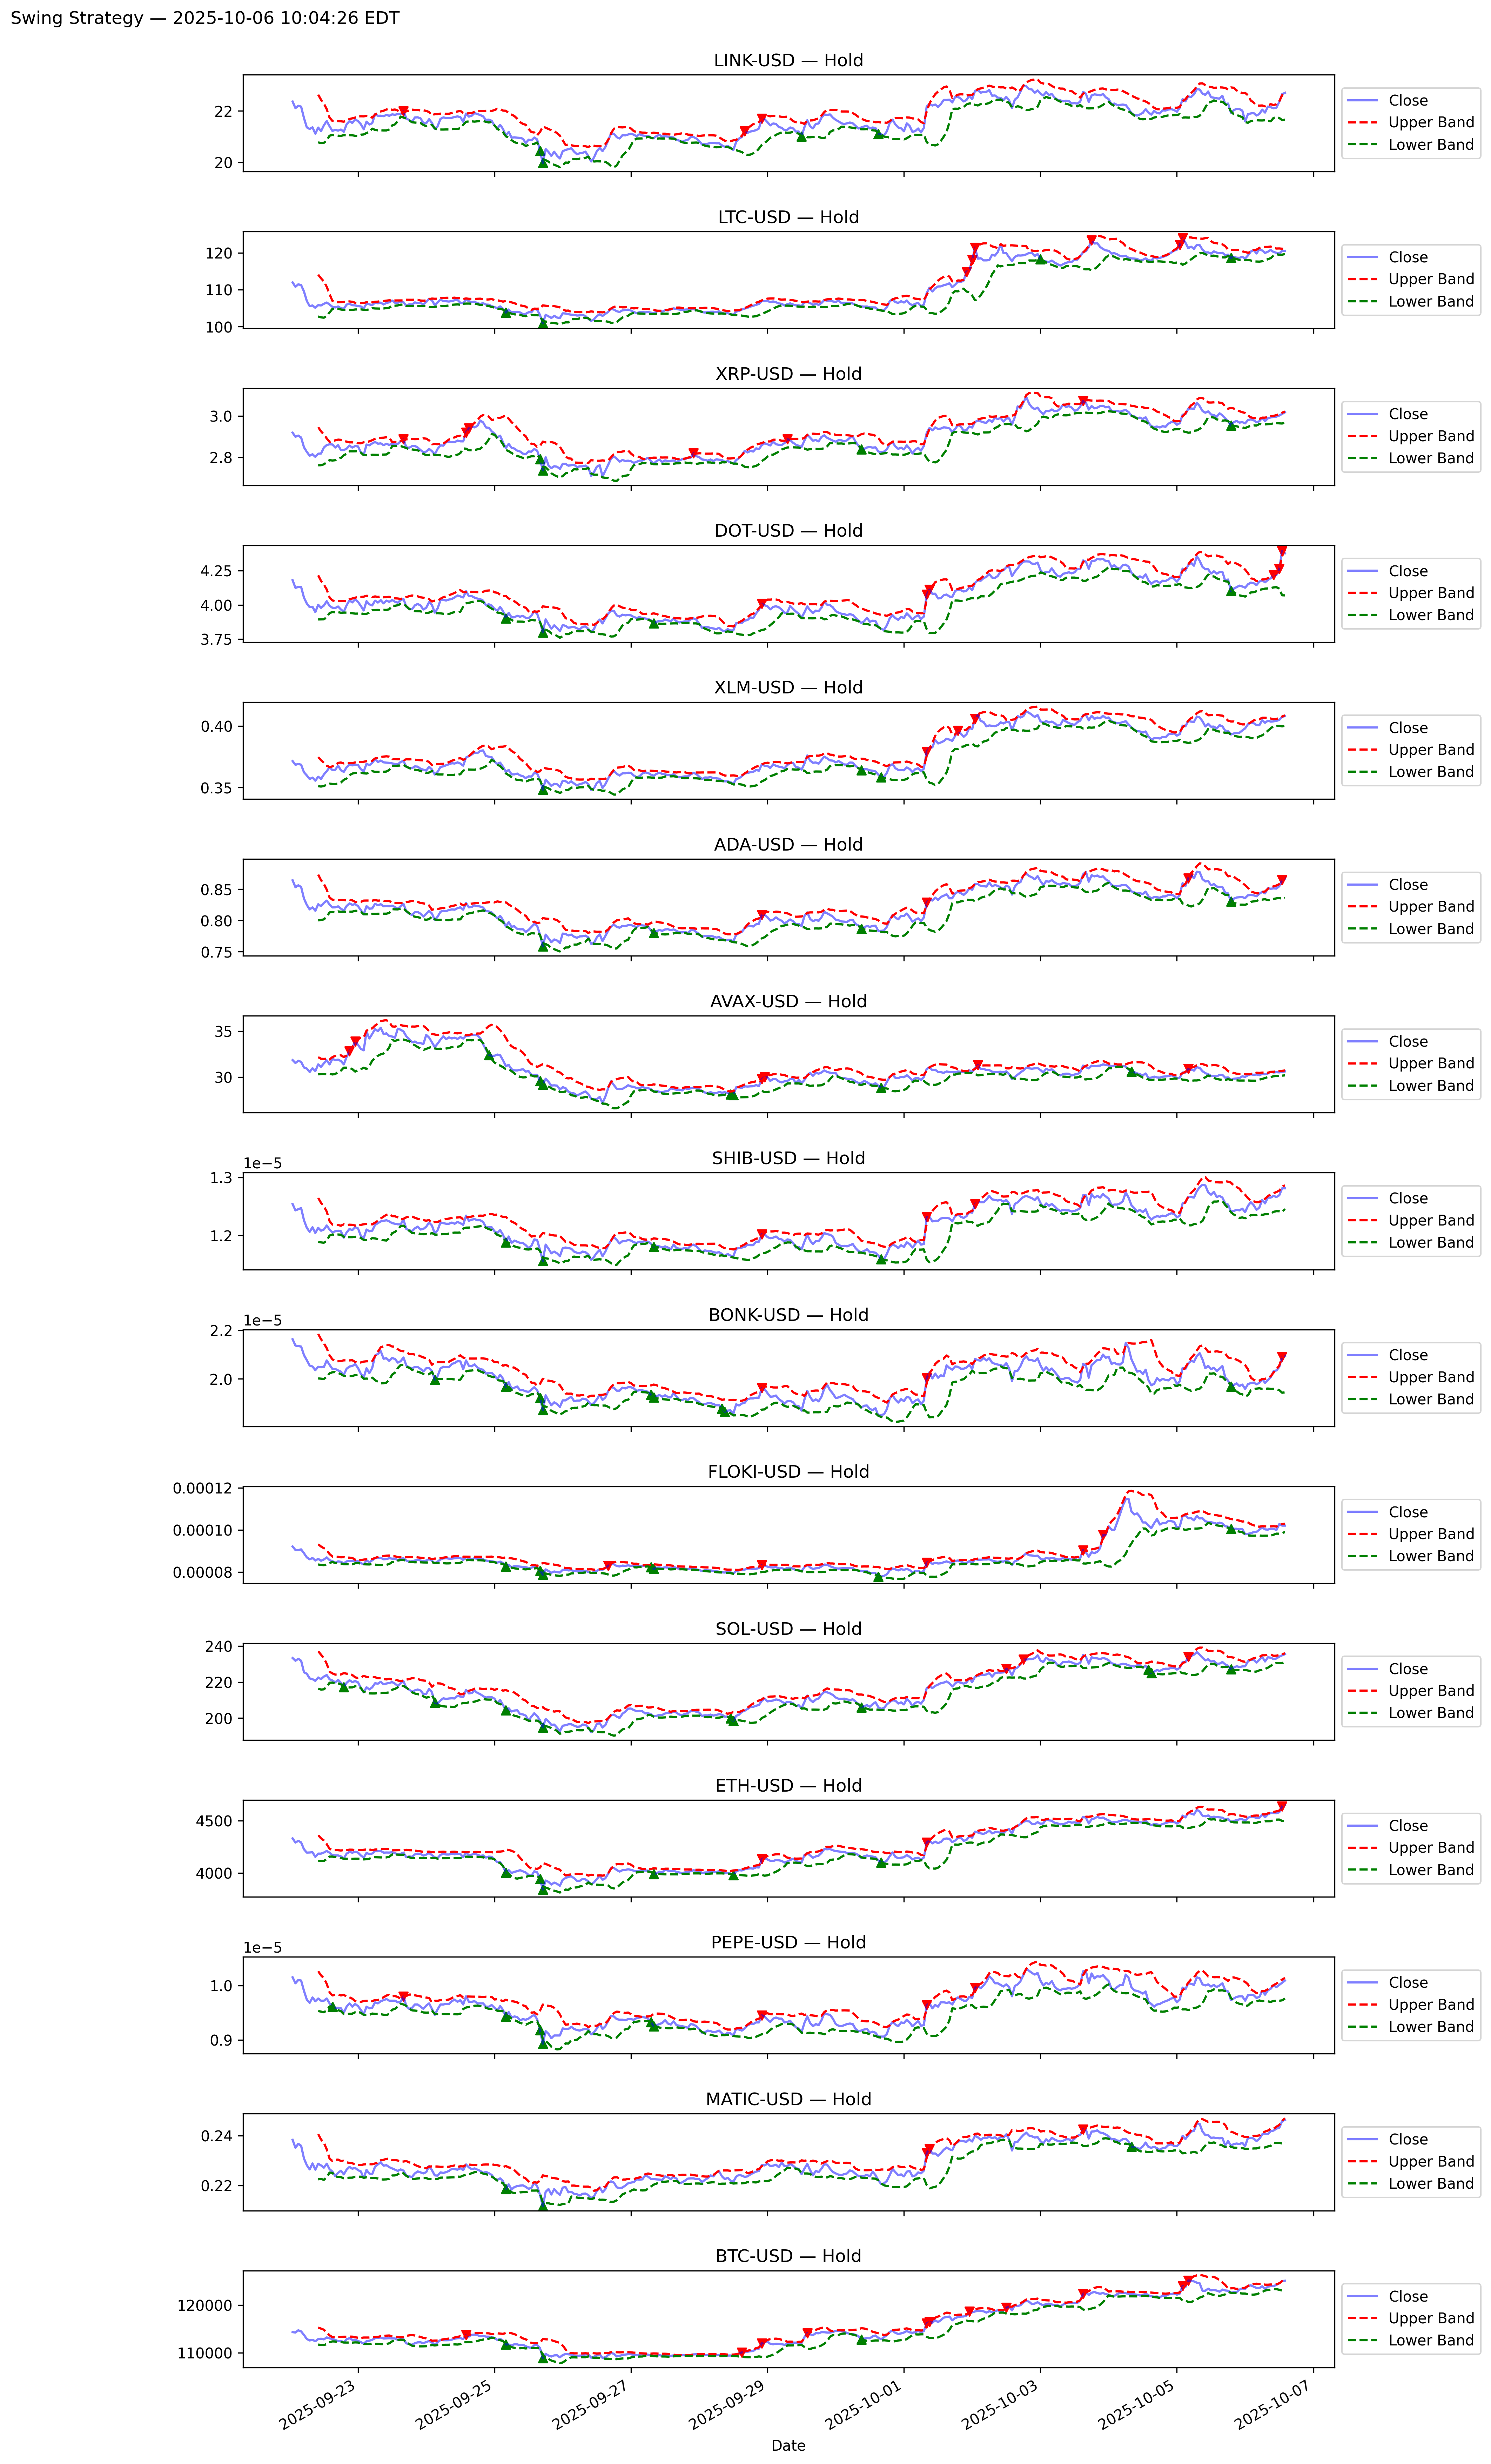 Swing Strategy — 2025-10-06 10:04:26 EDT
LINK-USD — Hold
22
20
Close
Upper Band
Lower Band
LTC-USD — Hold
120
110
100
Close
Upper Band
Lower Band
XRP-USD — Hold
3.0
2.8
Close
Upper Band
Lower Band
DOT-USD — Hold
4.25
4.00
3.75
Close
Upper Band
Lower Band
XLM-USD — Hold
0.40
0.35
Close
Upper Band
Lower Band
ADA-USD — Hold
0.85
0.80
0.75
Close
Upper Band
Lower Band
AVAX-USD — Hold
35
30
Close
Upper Band
Lower Band
SHIB-USD — Hold
1e−5
1.3
1.2
Close
Upper Band
Lower Band
BONK-USD — Hold
1e−5
2.2
2.0
Close
Upper Band
Lower Band
FLOKI-USD — Hold
0.00012
0.00010
0.00008
Close
Upper Band
Lower Band
SOL-USD — Hold
240
220
200
Close
Upper Band
Lower Band
ETH-USD — Hold
4500
4000
Close
Upper Band
Lower Band
PEPE-USD — Hold
1e−5
1.0
0.9
Close
Upper Band
Lower Band
MATIC-USD — Hold
0.24
0.22
Close
Upper Band
Lower Band
BTC-USD — Hold
120000
110000
Close
Upper Band
Lower Band
2025-09-23
2025-09-25
2025-09-27
2025-09-29
2025-10-01
2025-10-03
2025-10-05
2025-10-07
Date